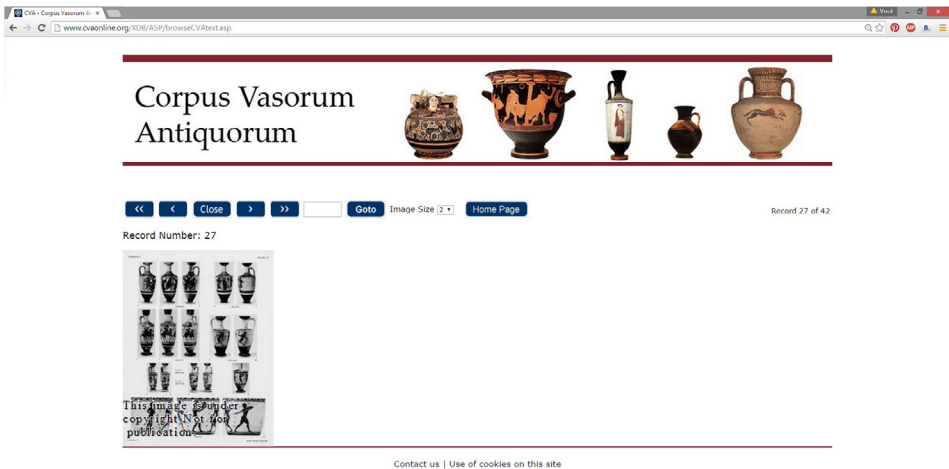 CVA - Corpus Vasorum An
Você
www.cvaonline.org/XDB/ASP/browseCVAtext.asp
Corpus Vasorum
Antiquorum
<< < Close > >> Goto Image Size 2 Home Page Record 27 of 42
Record Number: 27
This image is under
copyright Not for
publication
Contact us | Use of cookies on this site